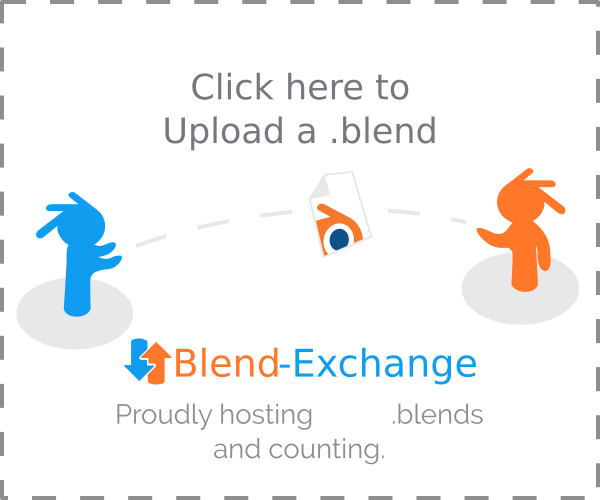 Click here to
Upload a .blend
Blend-Exchange
Proudly hosting .blends
and counting.